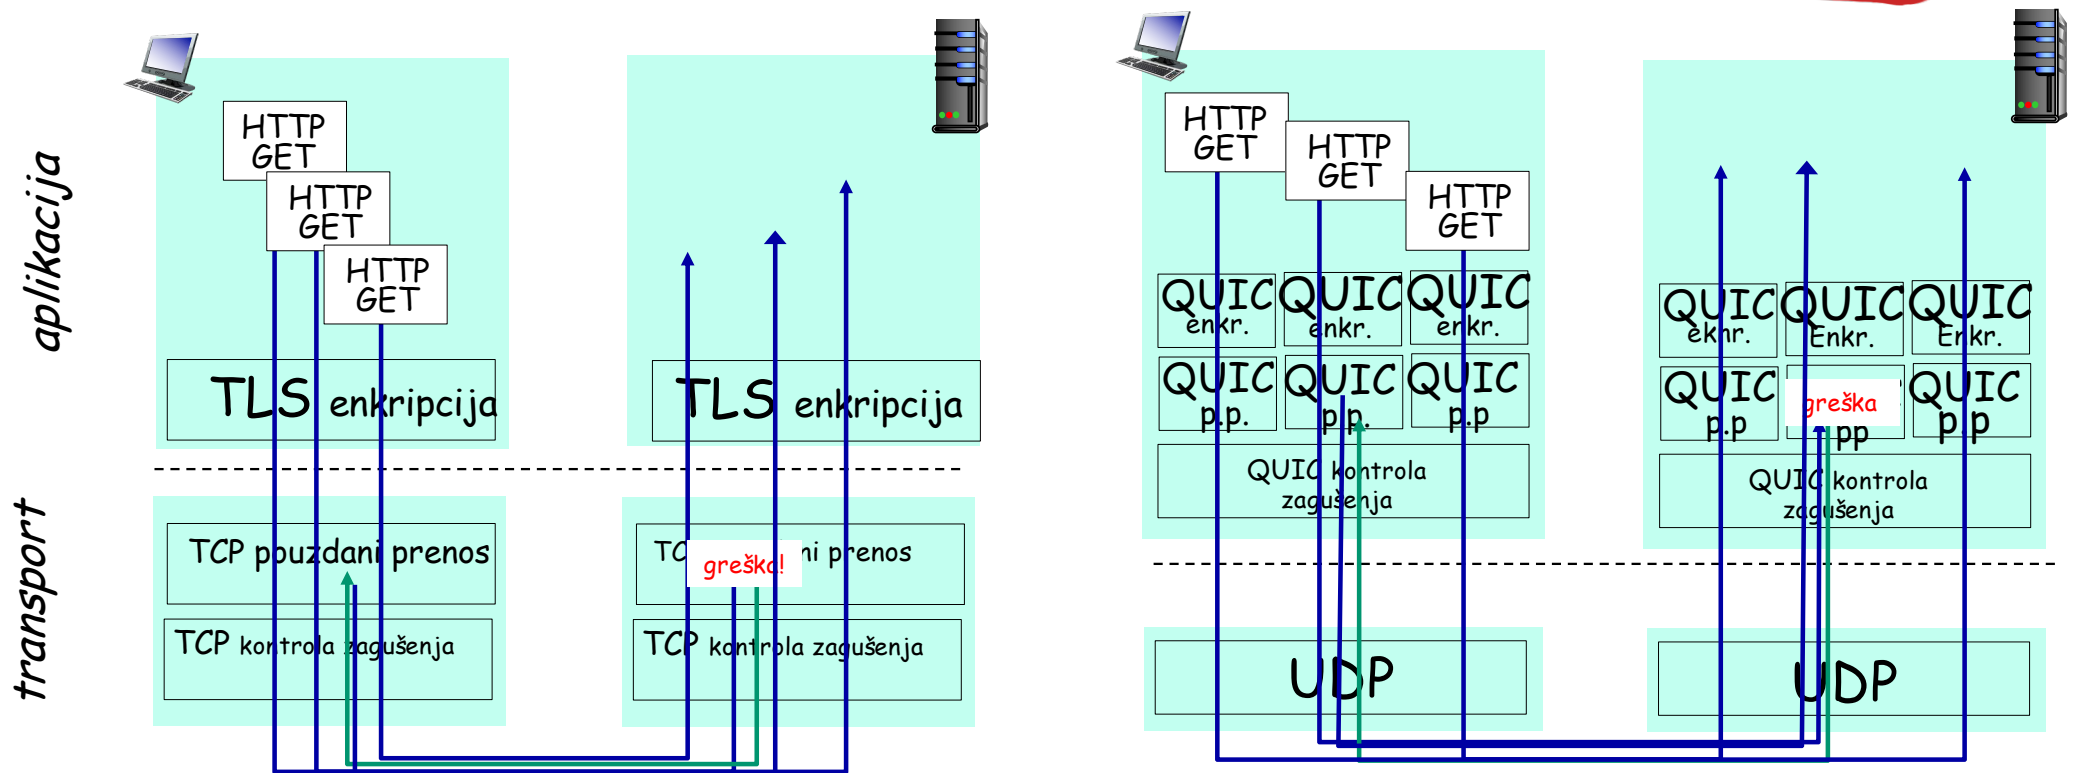 aplikacija
transport
HTTP
GET
HTTP
GET
HTTP
GET
TLS enkripcija
TLS enkripcija
TCP pouzdani prenos
TCP kontrola zagušenja
greška!
prenos
TCP kontrola zagušenja
HTTP
GET
HTTP
GET
HTTP
GET
QUIC
enkr.
QUIC
enkr.
QUIC
enkr.
QUIC
p.p.
QUIC
p.p.
QUIC
p.p
QUIC kontrola
zagušenja
UDP
QUIC
eknr.
QUIC
Enkr.
QUIC
Enkr.
QUIC
p.p
greška
pp
QUIC
p.p
QUIC kontrola
zagušenja
UDP